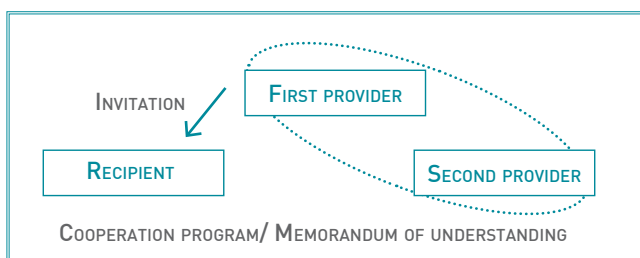 First provider
Invitation
Recipient
Second provider
Cooperation program/ Memorandum of understanding